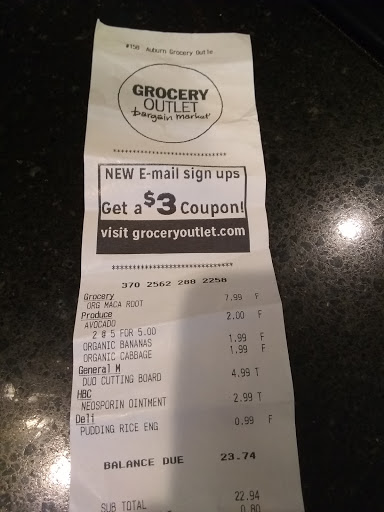 #158 Auburn Grocery Outle
GROCERY
OUTLET
bargain market
*************************
NEW E-mail sign ups
Get a $3 Coupon!
visit groceryoutlet.com
*************************
370 2562 208 2258
Grocery
ORG MACA ROOT 7.99 F
Produce
AVOCADO 2.00 F
2 @ 5 FOR 5.00
ORGANIC BANANAS 1.99 F
ORGANIC CABBAGE 1.99 F
General M
DUO CUTTING BOARD 4.99 T
HBC
NEOSPORIN OINTMENT 2.99 T
Deli
PUDDING RICE ENG 0.99 F
BALANCE DUE 23.74
SUB TOTAL 22.94
0.80